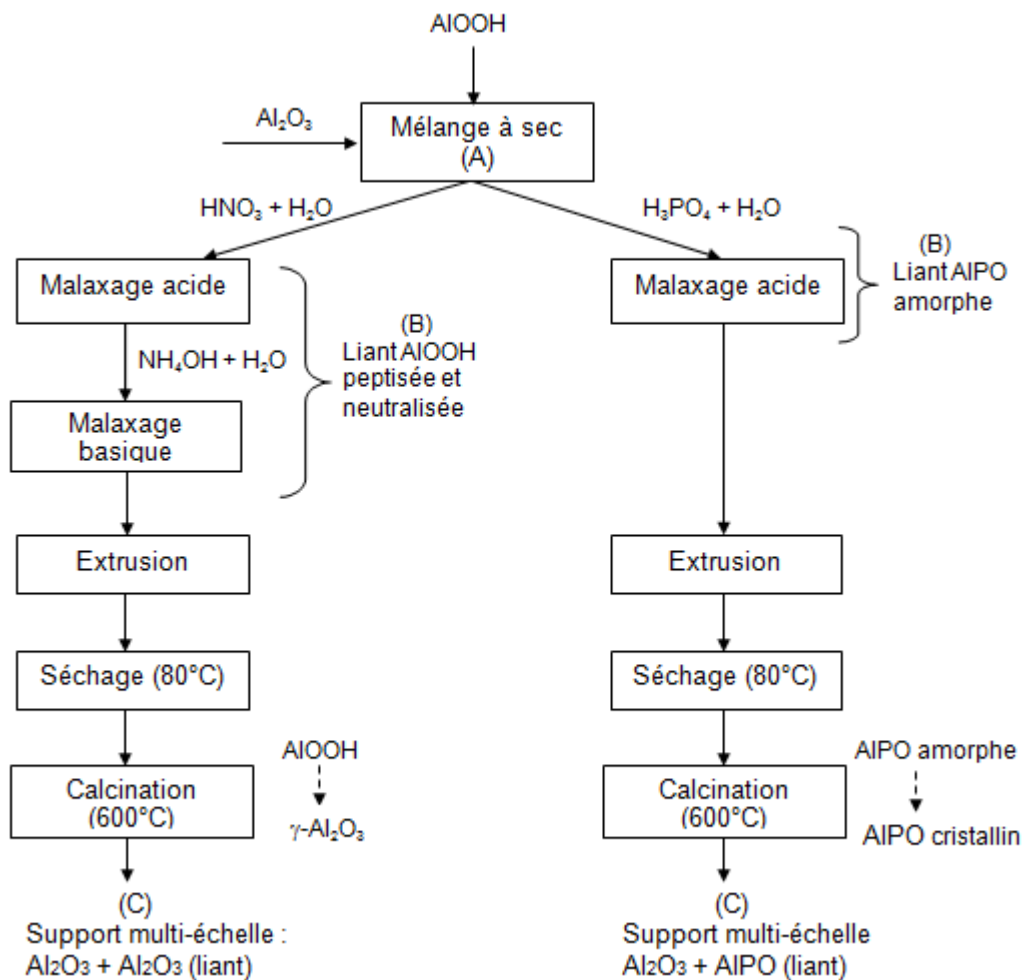 AlOOH
Al₂O₃
Mélange à sec
(A)
HNO₃ + H₂O
H₃PO₄ + H₂O
Malaxage acide
NH₄OH + H₂O
Malaxage
basique
(B)
Liant AlOOH
peptisée et
neutralisée
Malaxage acide
(B)
Liant AlPO
amorphe
Extrusion
Extrusion
Séchage (80°C)
Séchage (80°C)
Calcination
(600°C)
AlOOH
γ-Al₂O₃
Calcination
(600°C)
AlPO amorphe
AlPO cristallin
(C)
Support multi-échelle :
Al₂O₃ + Al₂O₃ (liant)
(C)
Support multi-échelle
Al₂O₃ + AlPO (liant)